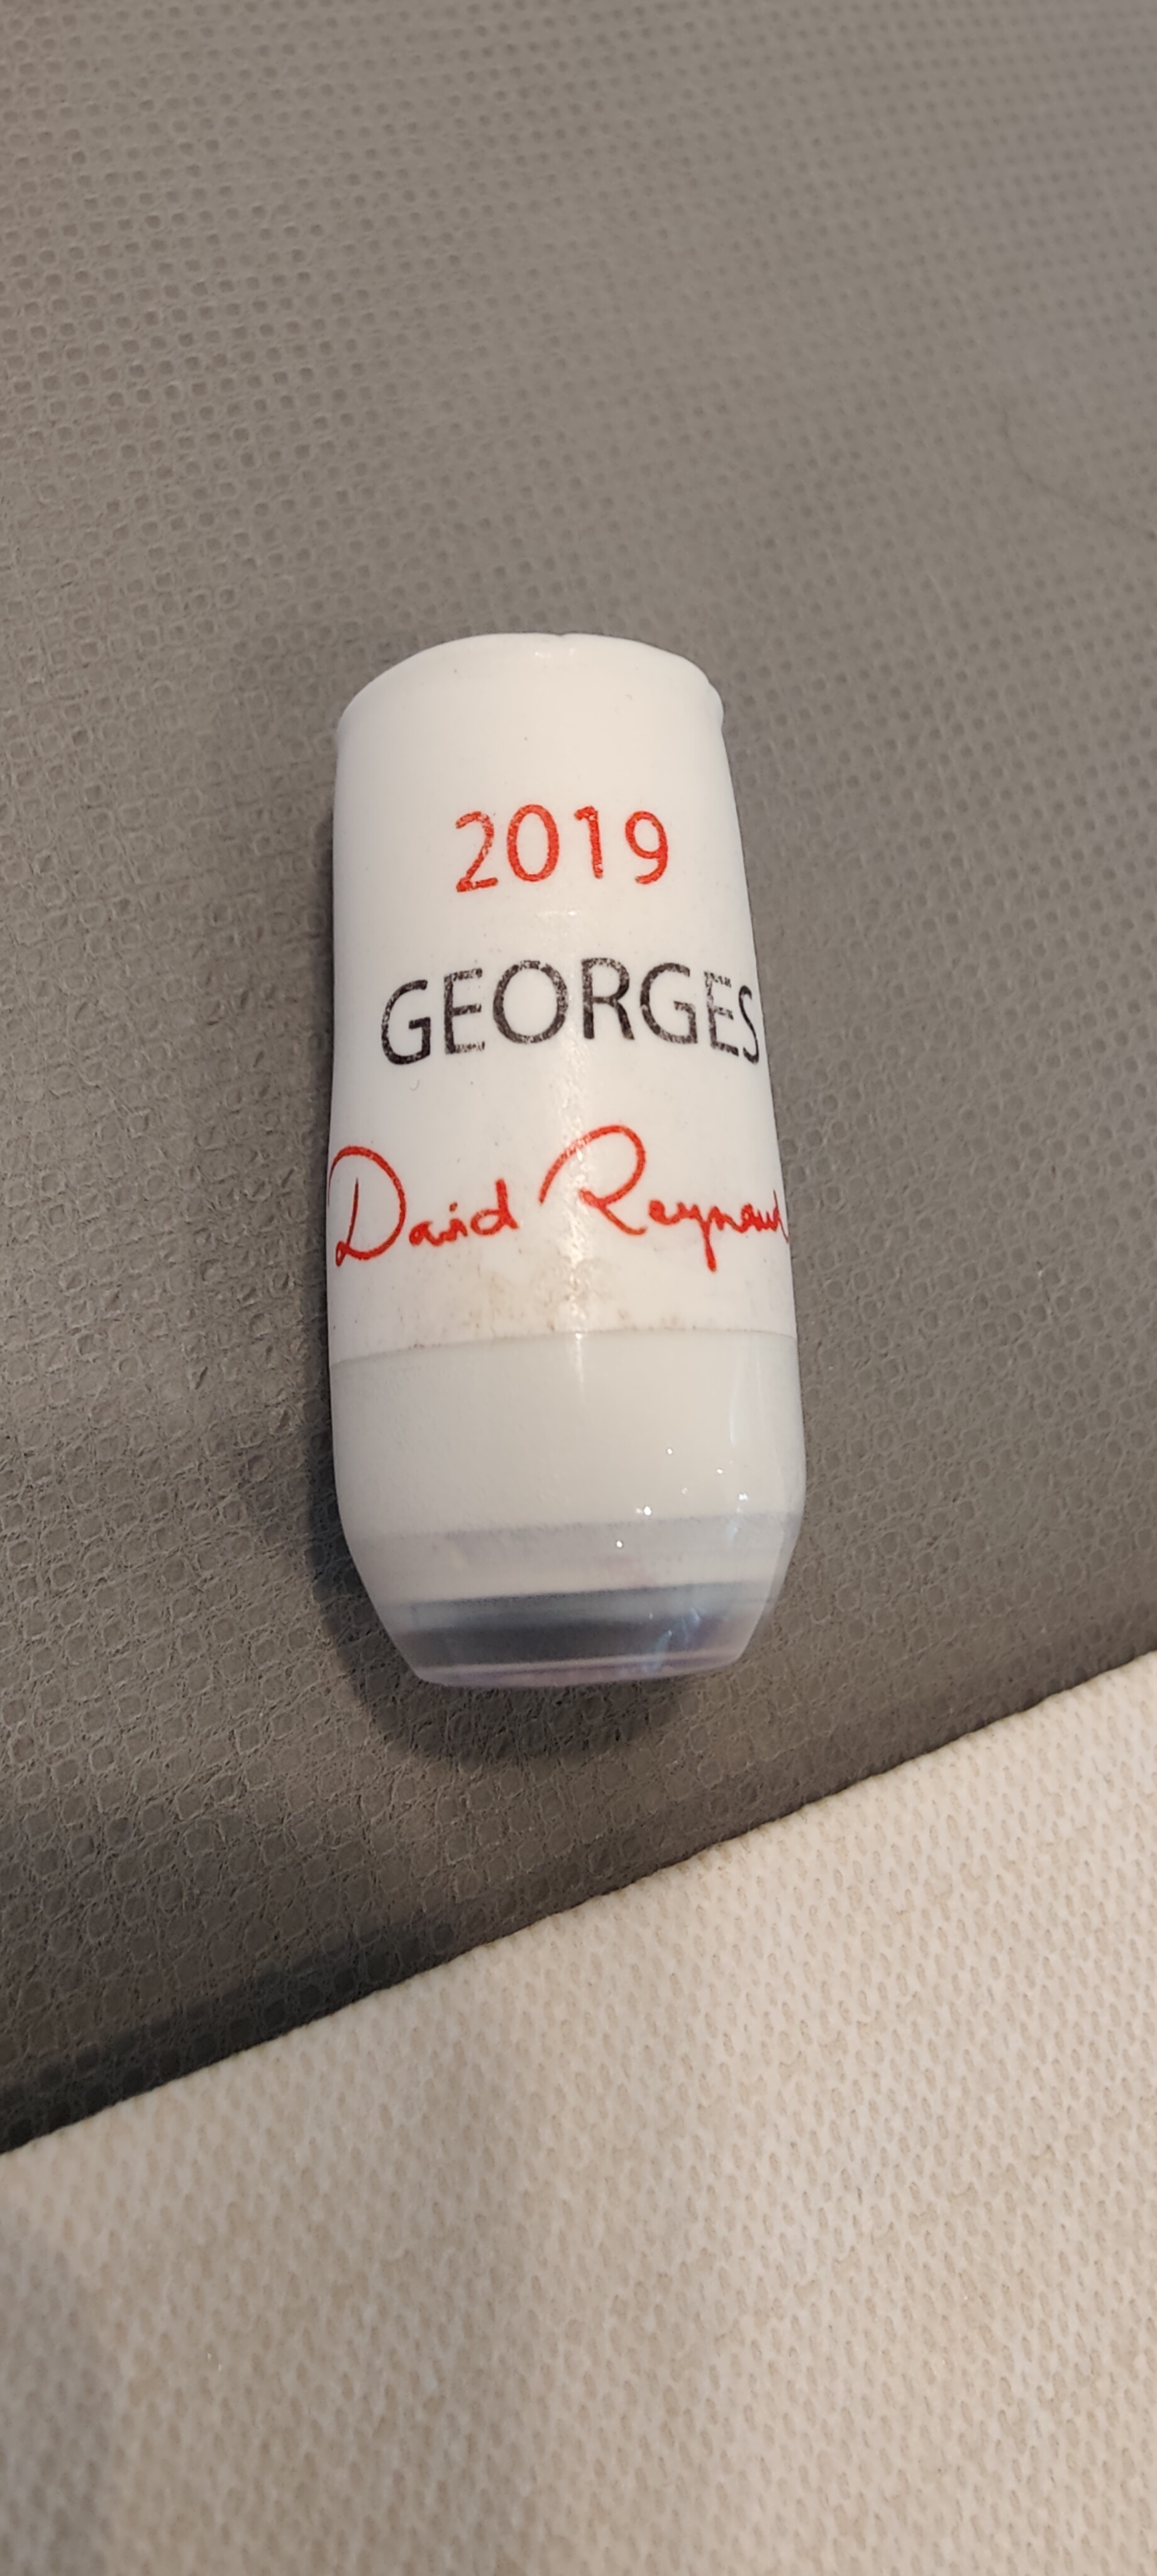 2019
GEORGES
David Reynaud